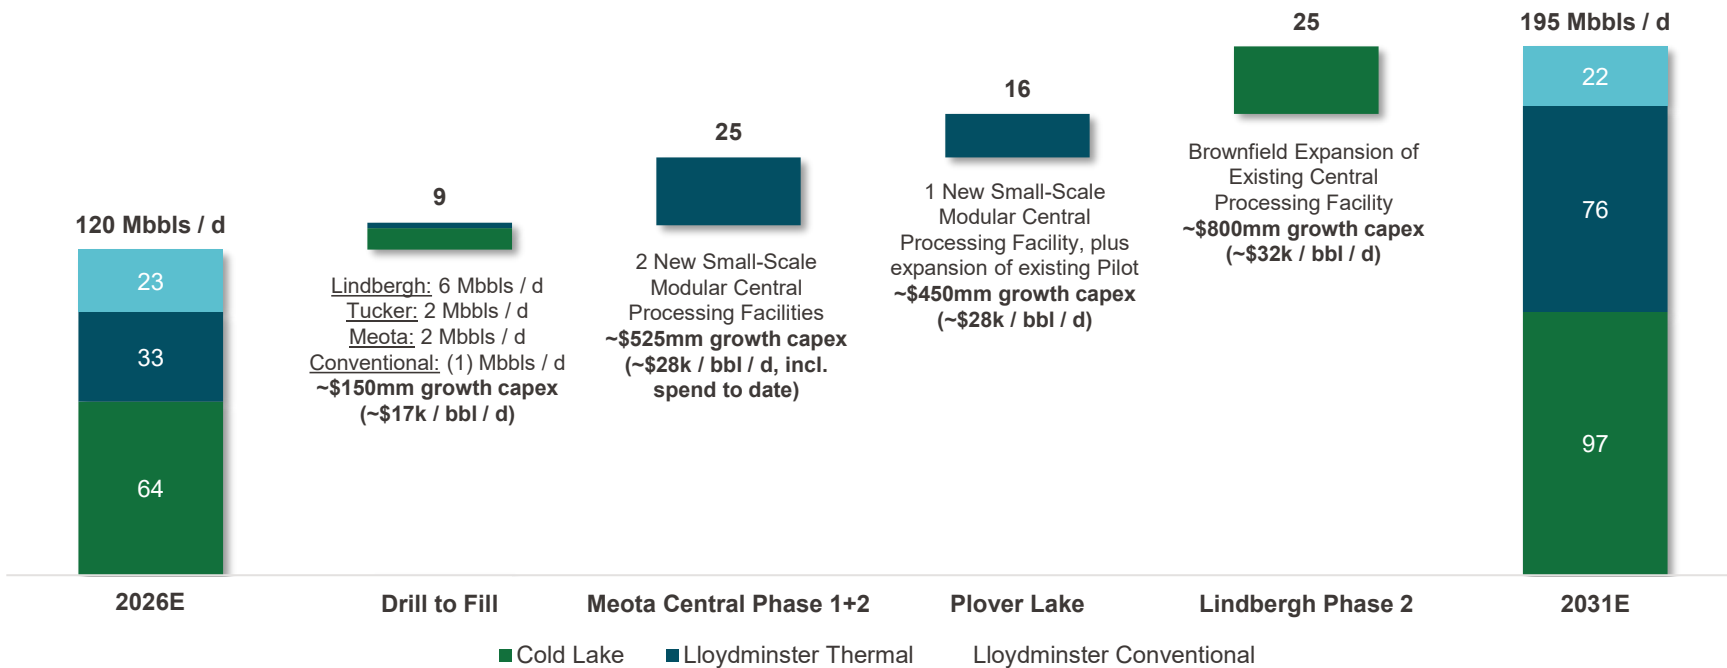 120 Mbbls / d
23
33
64
2026E
9
Lindbergh: 6 Mbbls / d
Tucker: 2 Mbbls / d
Meota: 2 Mbbls / d
Conventional: (1) Mbbls / d
~$150mm growth capex
(~$17k / bbl / d)
Drill to Fill
25
2 New Small-Scale
Modular Central
Processing Facilities
~$525mm growth capex
(~$28k / bbl / d, incl.
spend to date)
Meota Central Phase 1+2
16
1 New Small-Scale
Modular Central
Processing Facility, plus
expansion of existing Pilot
~$450mm growth capex
(~$28k / bbl / d)
Plover Lake
25
Brownfield Expansion of
Existing Central
Processing Facility
~$800mm growth capex
(~$32k / bbl / d)
Lindbergh Phase 2
195 Mbbls / d
22
76
97
2031E
Cold Lake
Lloydminster Thermal
Lloydminster Conventional